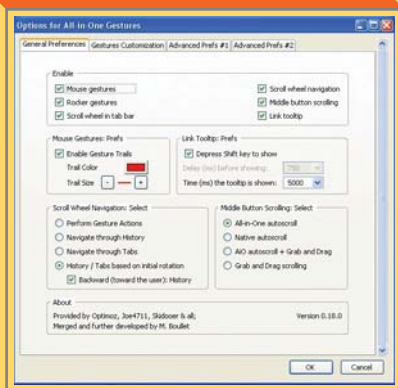 Options for All-in-One Gestures
General Preferences Gestures Customization Advanced Prefs #1 Advanced Prefs #2
Enable
Mouse gestures
Scroll wheel navigation
Rocker gestures
Middle button scrolling
Scroll wheel in tab bar
Link tooltip
Mouse Gestures: Prefs
Enable Gesture Trails
Trail Color
Trail Size - +
Link Tooltip: Prefs
Depress Shift key to show
Delay (ms) before showing: 750
Time (ms) the tooltip is shown: 5000
Scroll Wheel Navigation: Select
Perform Gesture Actions
Navigate through History
Navigate through Tabs
History / Tabs based on initial rotation
Backward (toward the user): History
Middle Button Scrolling: Select
All-in-One autoscroll
Native autoscroll
AiO autoscroll + Grab and Drag
Grab and Drag scrolling
About
Provided by Optimoz, Joe4711, Skidooer & all;
Version 0.18.0
Merged and further developed by M. Boullet
OK Cancel